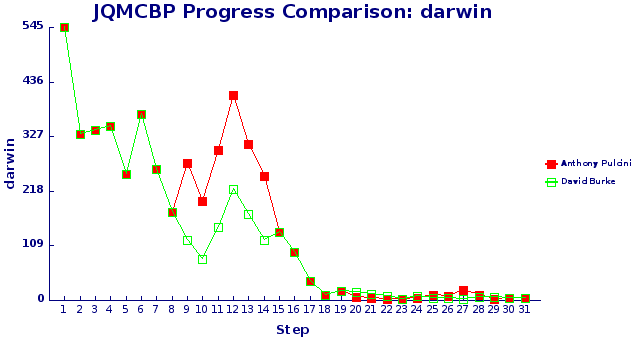 JQMCBP Progress Comparison: darwin
545
436
327
218
109
0
darwin
1 2 3 4 5 6 7 8 9 10 11 12 13 14 15 16 17 18 19 20 21 22 23 24 25 26 27 28 29 30 31
Step
Anthony Pulcini
David Burke